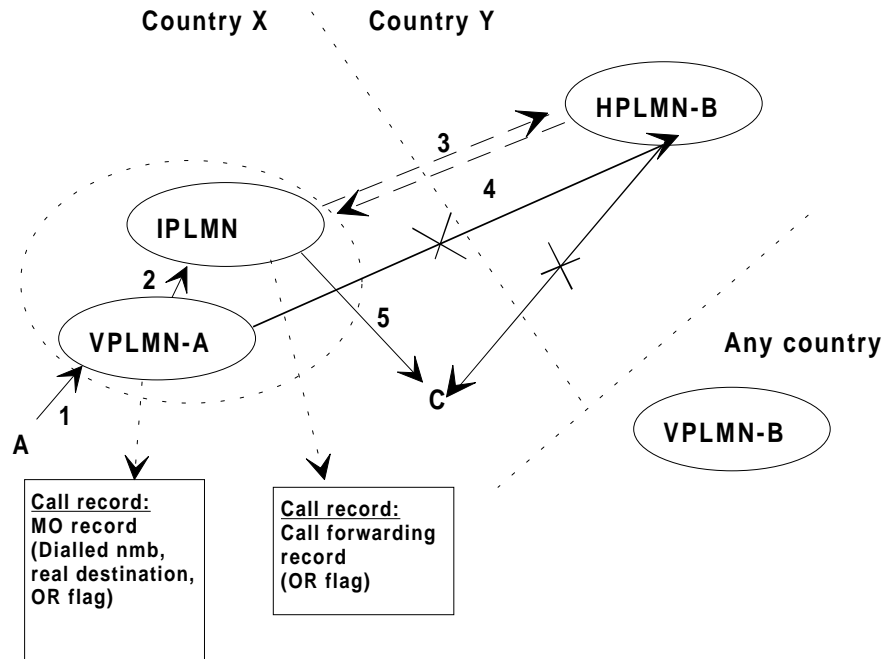 Country X
Country Y
HPLMN-B
3
4
IPLMN
2
5
VPLMN-A
Any country
1
C
A
VPLMN-B
Call record:
MO record
(Dialled nmb,
real destination,
OR flag)
Call record:
Call forwarding
record
(OR flag)